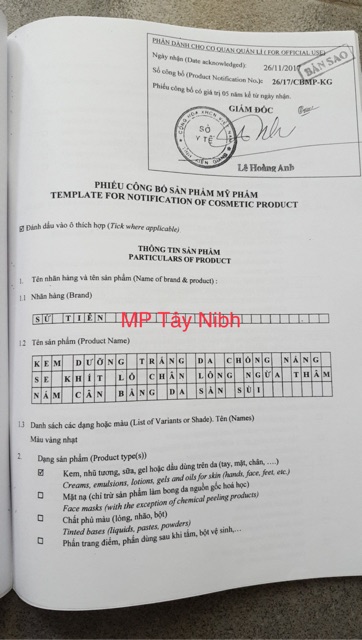 PHẦN DÀNH CHO CƠ QUAN QUẢN LÍ ( FOR OFFICIAL USE)
Ngày nhận (Date acknowledged): 26/11/2017
Số công bố (Product Notification No.): 26/17/CBMP-KG
Phiếu công bố có giá trị 05 năm kể từ ngày nhận.
BẢN SAO
GIÁM ĐỐC
SỞ
Y TẾ
Lê Hoàng Anh
PHIẾU CÔNG BỐ SẢN PHẨM MỸ PHẨM
TEMPLATE FOR NOTIFICATION OF COSMETIC PRODUCT
Đánh dấu vào ô thích hợp (Tick where applicable)
THÔNG TIN SẢN PHẨM
PARTICULARS OF PRODUCT
1. Tên nhãn hàng và tên sản phẩm (Name of brand & product) :
1.1 Nhãn hàng (Brand)
SỨ TIÊN
MP Tây Nibh
1.2 Tên sản phẩm (Product Name)
KEM DƯỠNG TRẮNG DA CHỐNG NẮNG
SE KHÍT LỖ CHÂN LÔNG NGỪA THÂM
NÁM CÂN BẰNG DA SẦN SÙI
1.3 Danh sách các dạng hoặc màu (List of Variants or Shade). Tên (Names)
Màu vàng nhạt
2. Dạng sản phẩm (Product type(s))
Kem, nhũ tương, sữa, gel hoặc dầu dùng trên da (tay, mặt, chân, ....)
Creams, emulsions, lotions, gels and oils for skin (hands, face, feet, etc.)
Mặt nạ (chỉ trừ sản phẩm làm bong da nguồn gốc hoá học)
Face masks (with the exception of chemical peeling products)
Chất phủ màu (lỏng, nhão, bột)
Tinted bases (liquids, pastes, powders)
Phấn trang điểm, phấn dùng sau khi tắm, bột vệ sinh,...